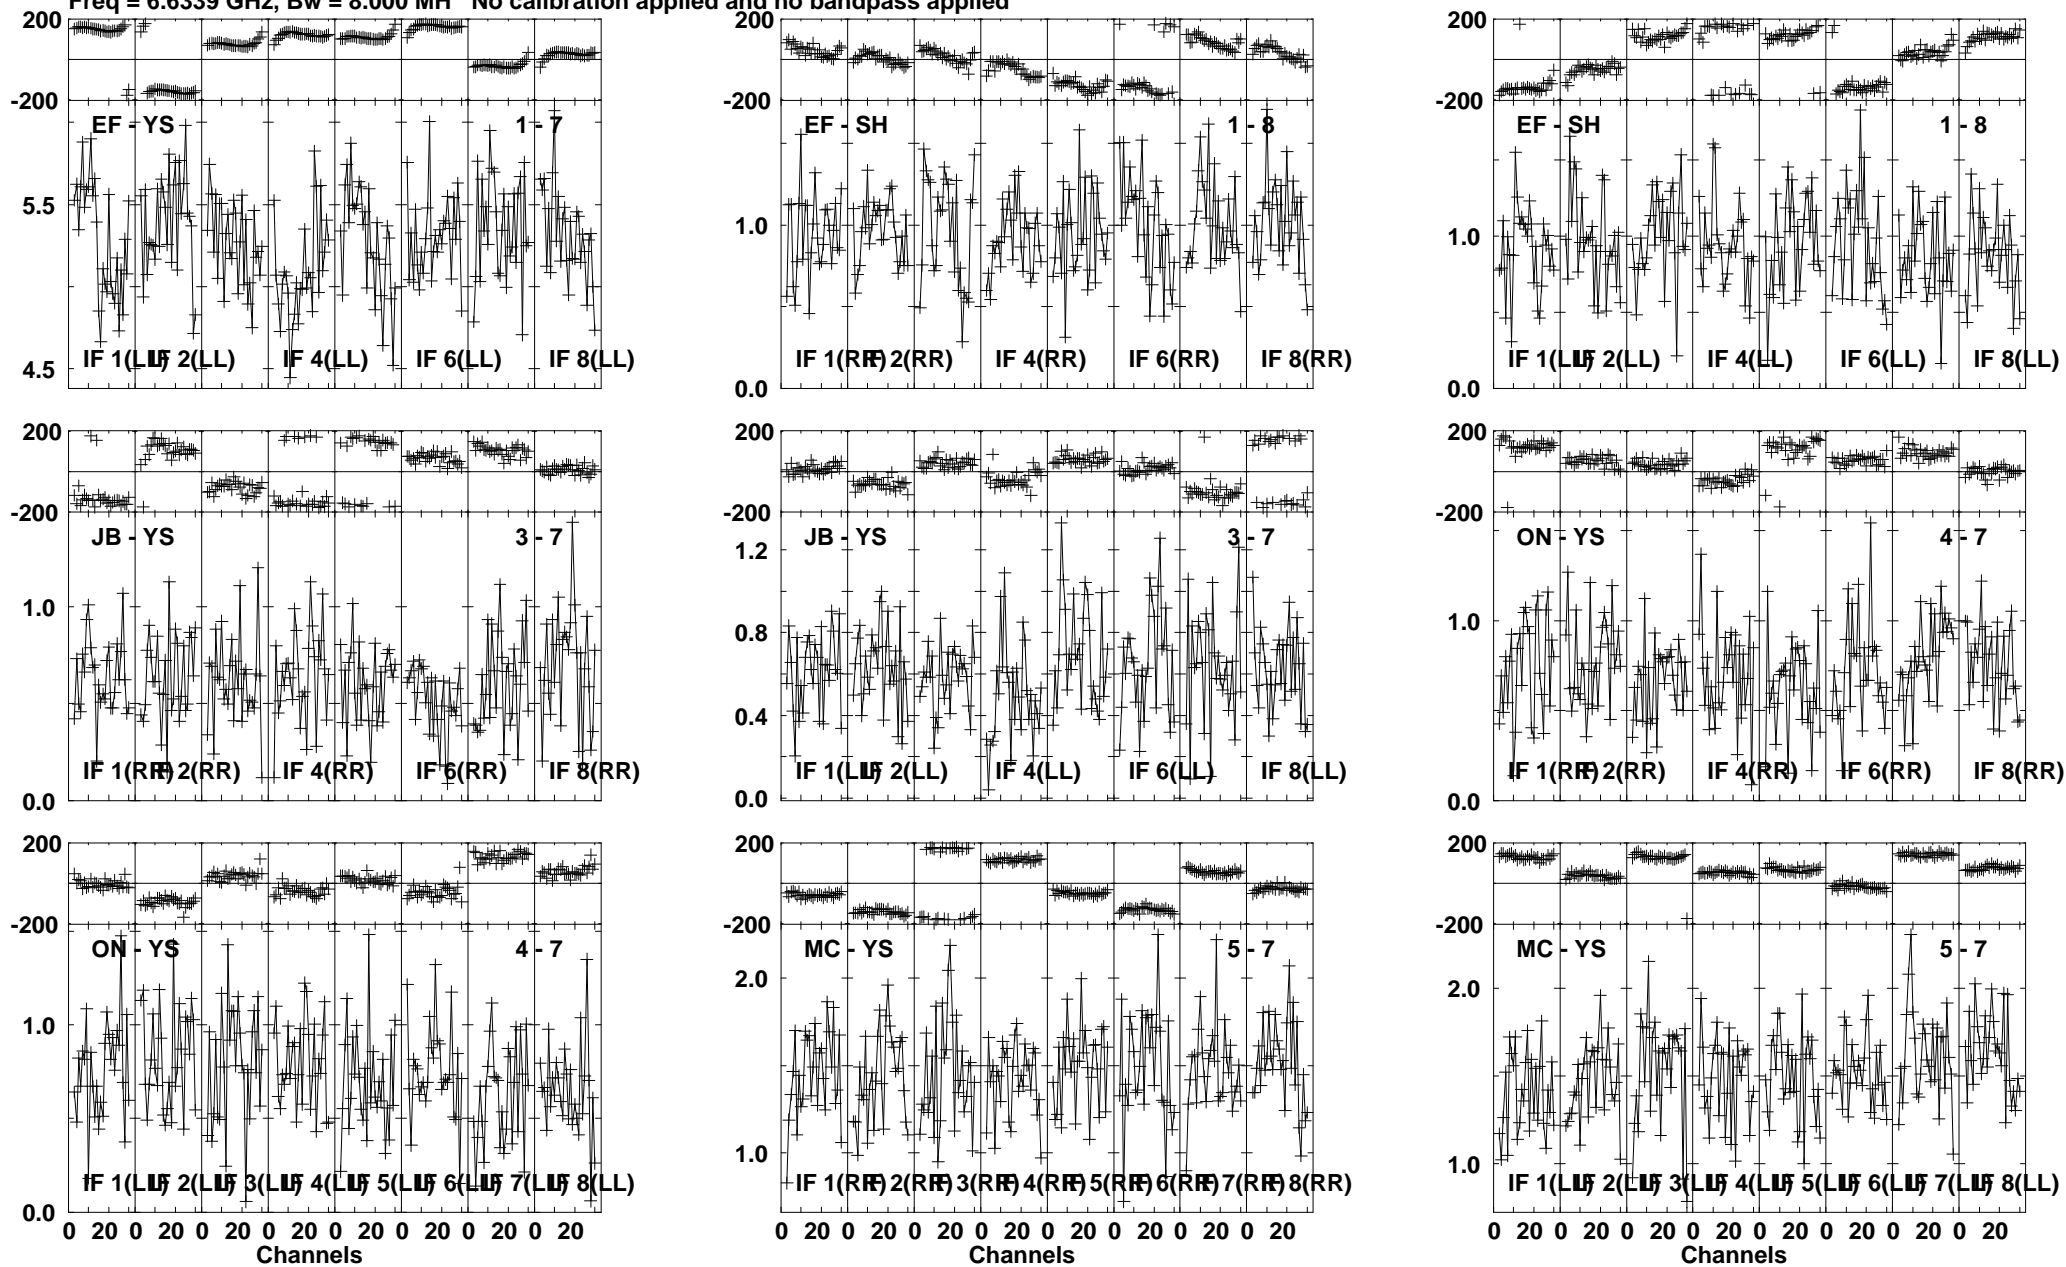 Freq = 6.6339 GHz, Bw = 8.000 MH No calibration applied and no bandpass applied
200 200 200
-200 -200 -200
EF - YS 1 - 7 EF - SH 1 - 8 EF - SH 1 - 8
5.5 1.0 1.0
IF 1(LL) IF 2(LL) IF 4(LL) IF 6(LL) IF 8(LL) IF 1(RR) IF 2(RR) IF 4(RR) IF 6(RR) IF 8(RR) IF 1(LL) IF 2(LL) IF 4(LL) IF 6(LL) IF 8(LL)
4.5 0.0 0.0
200 200 200
-200 -200 -200
JB - YS 3 - 7 JB - YS 3 - 7 ON - YS 4 - 7
1.2
1.0 0.8 1.0
0.4
IF 1(RR) IF 2(RR) IF 4(RR) IF 6(RR) IF 8(RR) IF 1(LL) IF 2(LL) IF 4(LL) IF 6(LL) IF 8(LL) IF 1(RR) IF 2(RR) IF 4(RR) IF 6(RR) IF 8(RR)
0.0 0.0 0.0
200 200 200
-200 -200 -200
ON - YS 4 - 7 MC - YS 5 - 7 MC - YS 5 - 7
2.0 2.0
1.0 1.0 1.0
IF 1(LL) IF 2(LL) IF 3(LL) IF 4(LL) IF 5(LL) IF 6(LL) IF 7(LL) IF 8(LL) IF 1(RR) IF 2(RR) IF 3(RR) IF 4(RR) IF 5(RR) IF 6(RR) IF 7(RR) IF 8(RR) IF 1(LL) IF 2(LL) IF 3(LL) IF 4(LL) IF 5(LL) IF 6(LL) IF 7(LL) IF 8(LL)
0.0
0 20 0 20 0 20 0 20 0 20 0 20 0 20 0 20 0 20 0 20 0 20 0 20 0 20 0 20 0 20 0 20 0 20 0 20 0 20 0 20 0 20 0 20 0 20 0 20
Channels Channels Channels